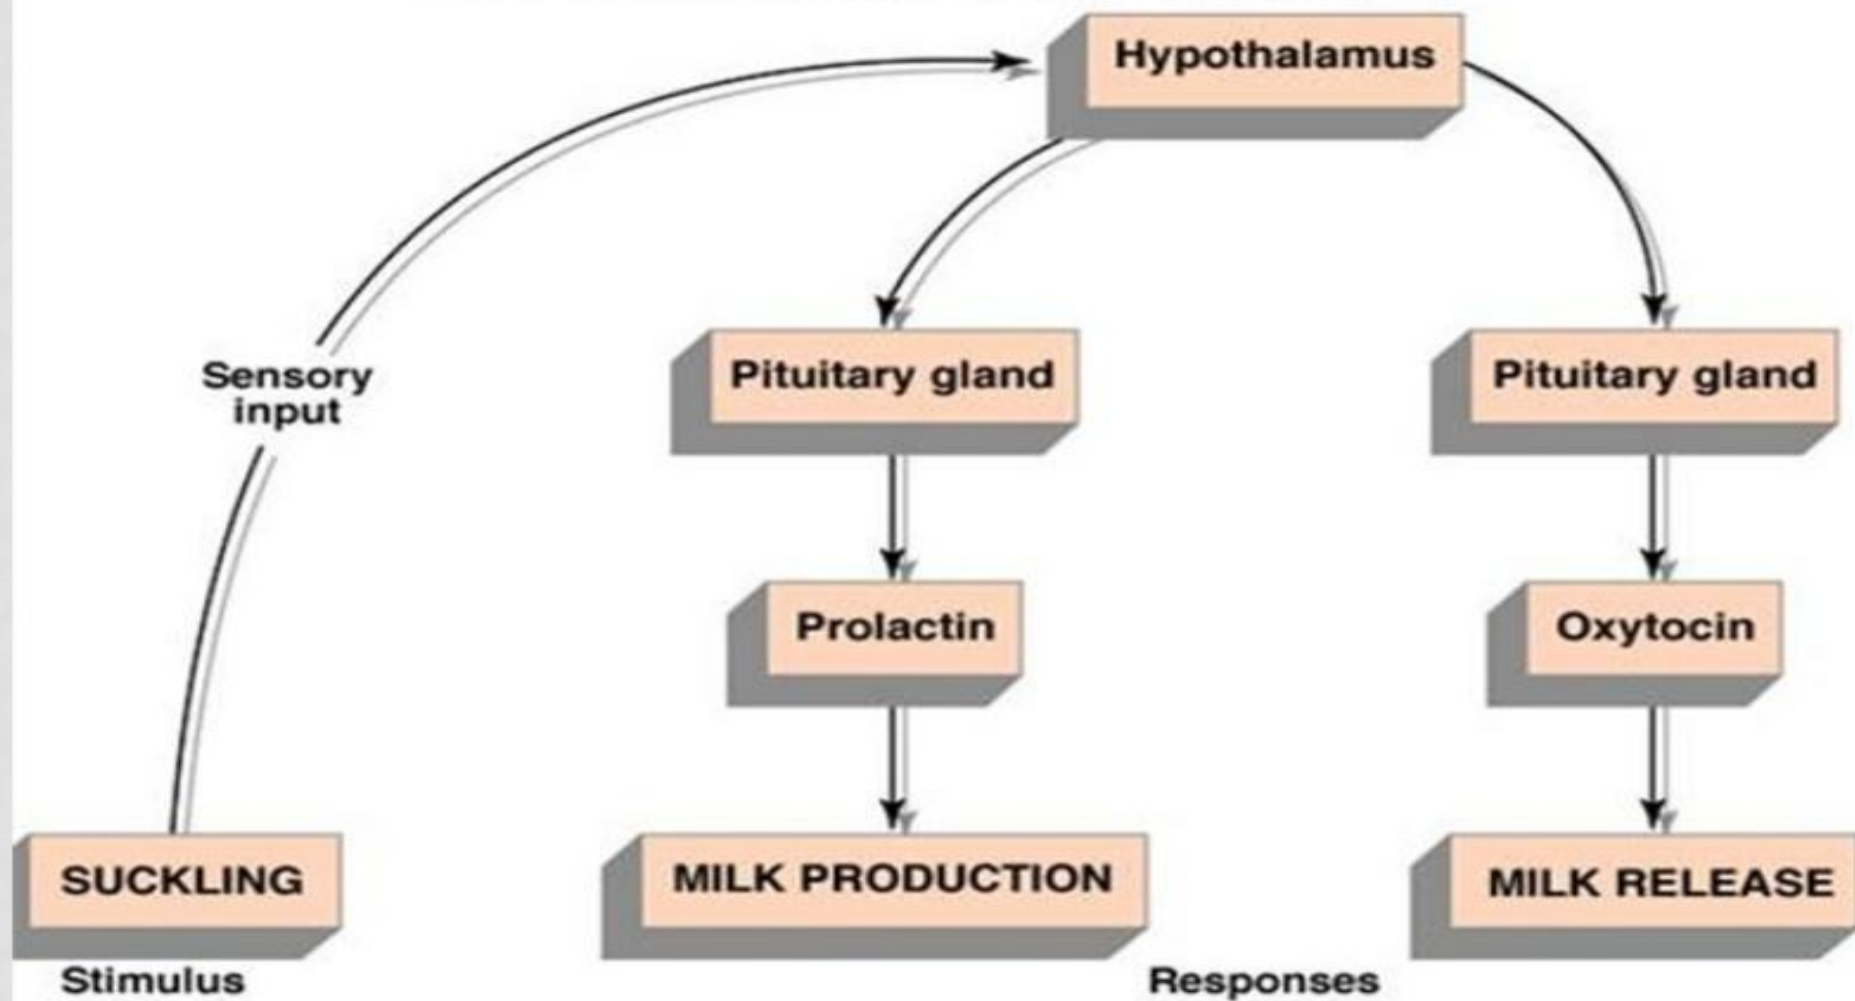 Hypothalamus
Sensory
input
Pituitary gland
Pituitary gland
Prolactin
Oxytocin
SUCKLING
MILK PRODUCTION
MILK RELEASE
Stimulus
Responses